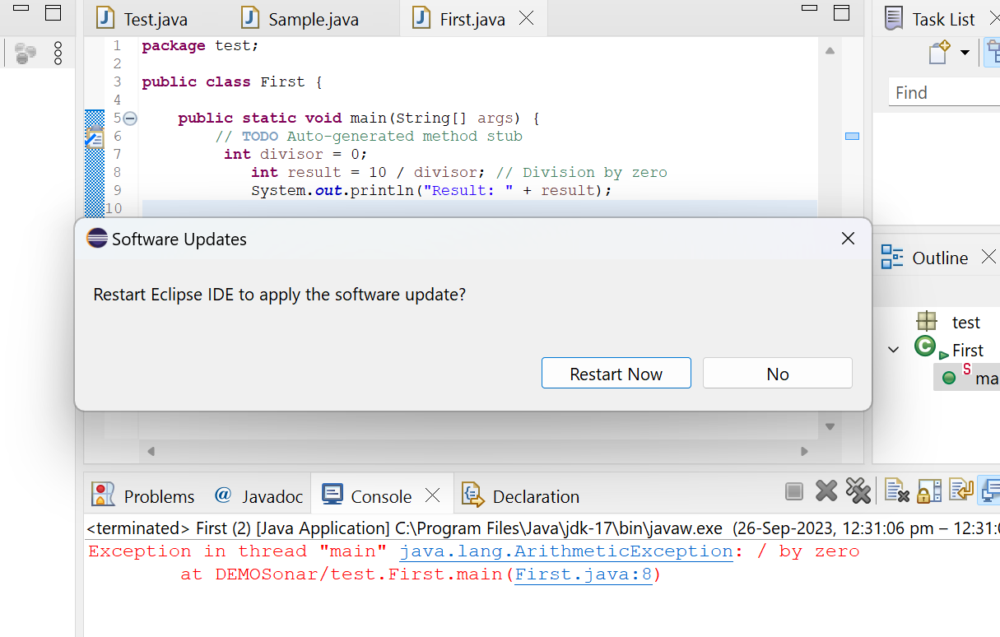 Test.java Sample.java First.java Task List
1 package test;
2
3 public class First {
4
5 public static void main(String[] args) {
6 // TODO Auto-generated method stub
7 int divisor = 0;
8 int result = 10 / divisor; // Division by zero
9 System.out.println("Result: " + result);
10
Find
Software Updates
Restart Eclipse IDE to apply the software update?
Restart Now No
Outline
test
First
S ma
Problems @ Javadoc Console Declaration
<terminated> First (2) [Java Application] C:\Program Files\Java\jdk-17\bin\javaw.exe (26-Sep-2023, 12:31:06 pm – 12:31:0
Exception in thread "main" java.lang.ArithmeticException: / by zero
at DEMOSonar/test.First.main(First.java:8)